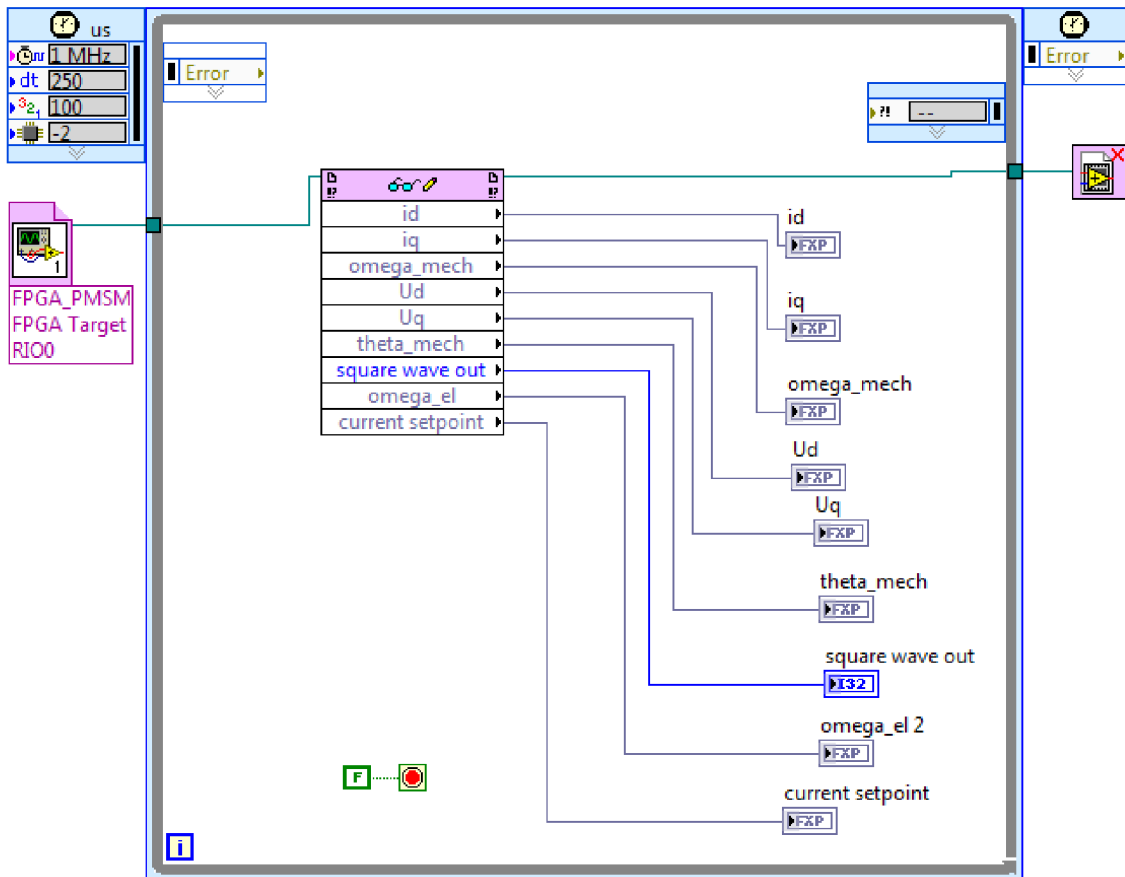 us
1 MHz
dt 250
321 100
-2
Error
?! --
Error
1
FPGA_PMSM
FPGA Target
RIO0
!? !?
id
iq
omega_mech
Ud
Uq
theta_mech
square wave out
omega_el
current setpoint
id
FXP
iq
FXP
omega_mech
FXP
Ud
FXP
Uq
FXP
theta_mech
FXP
square wave out
I32
omega_el 2
FXP
current setpoint
FXP
F
i